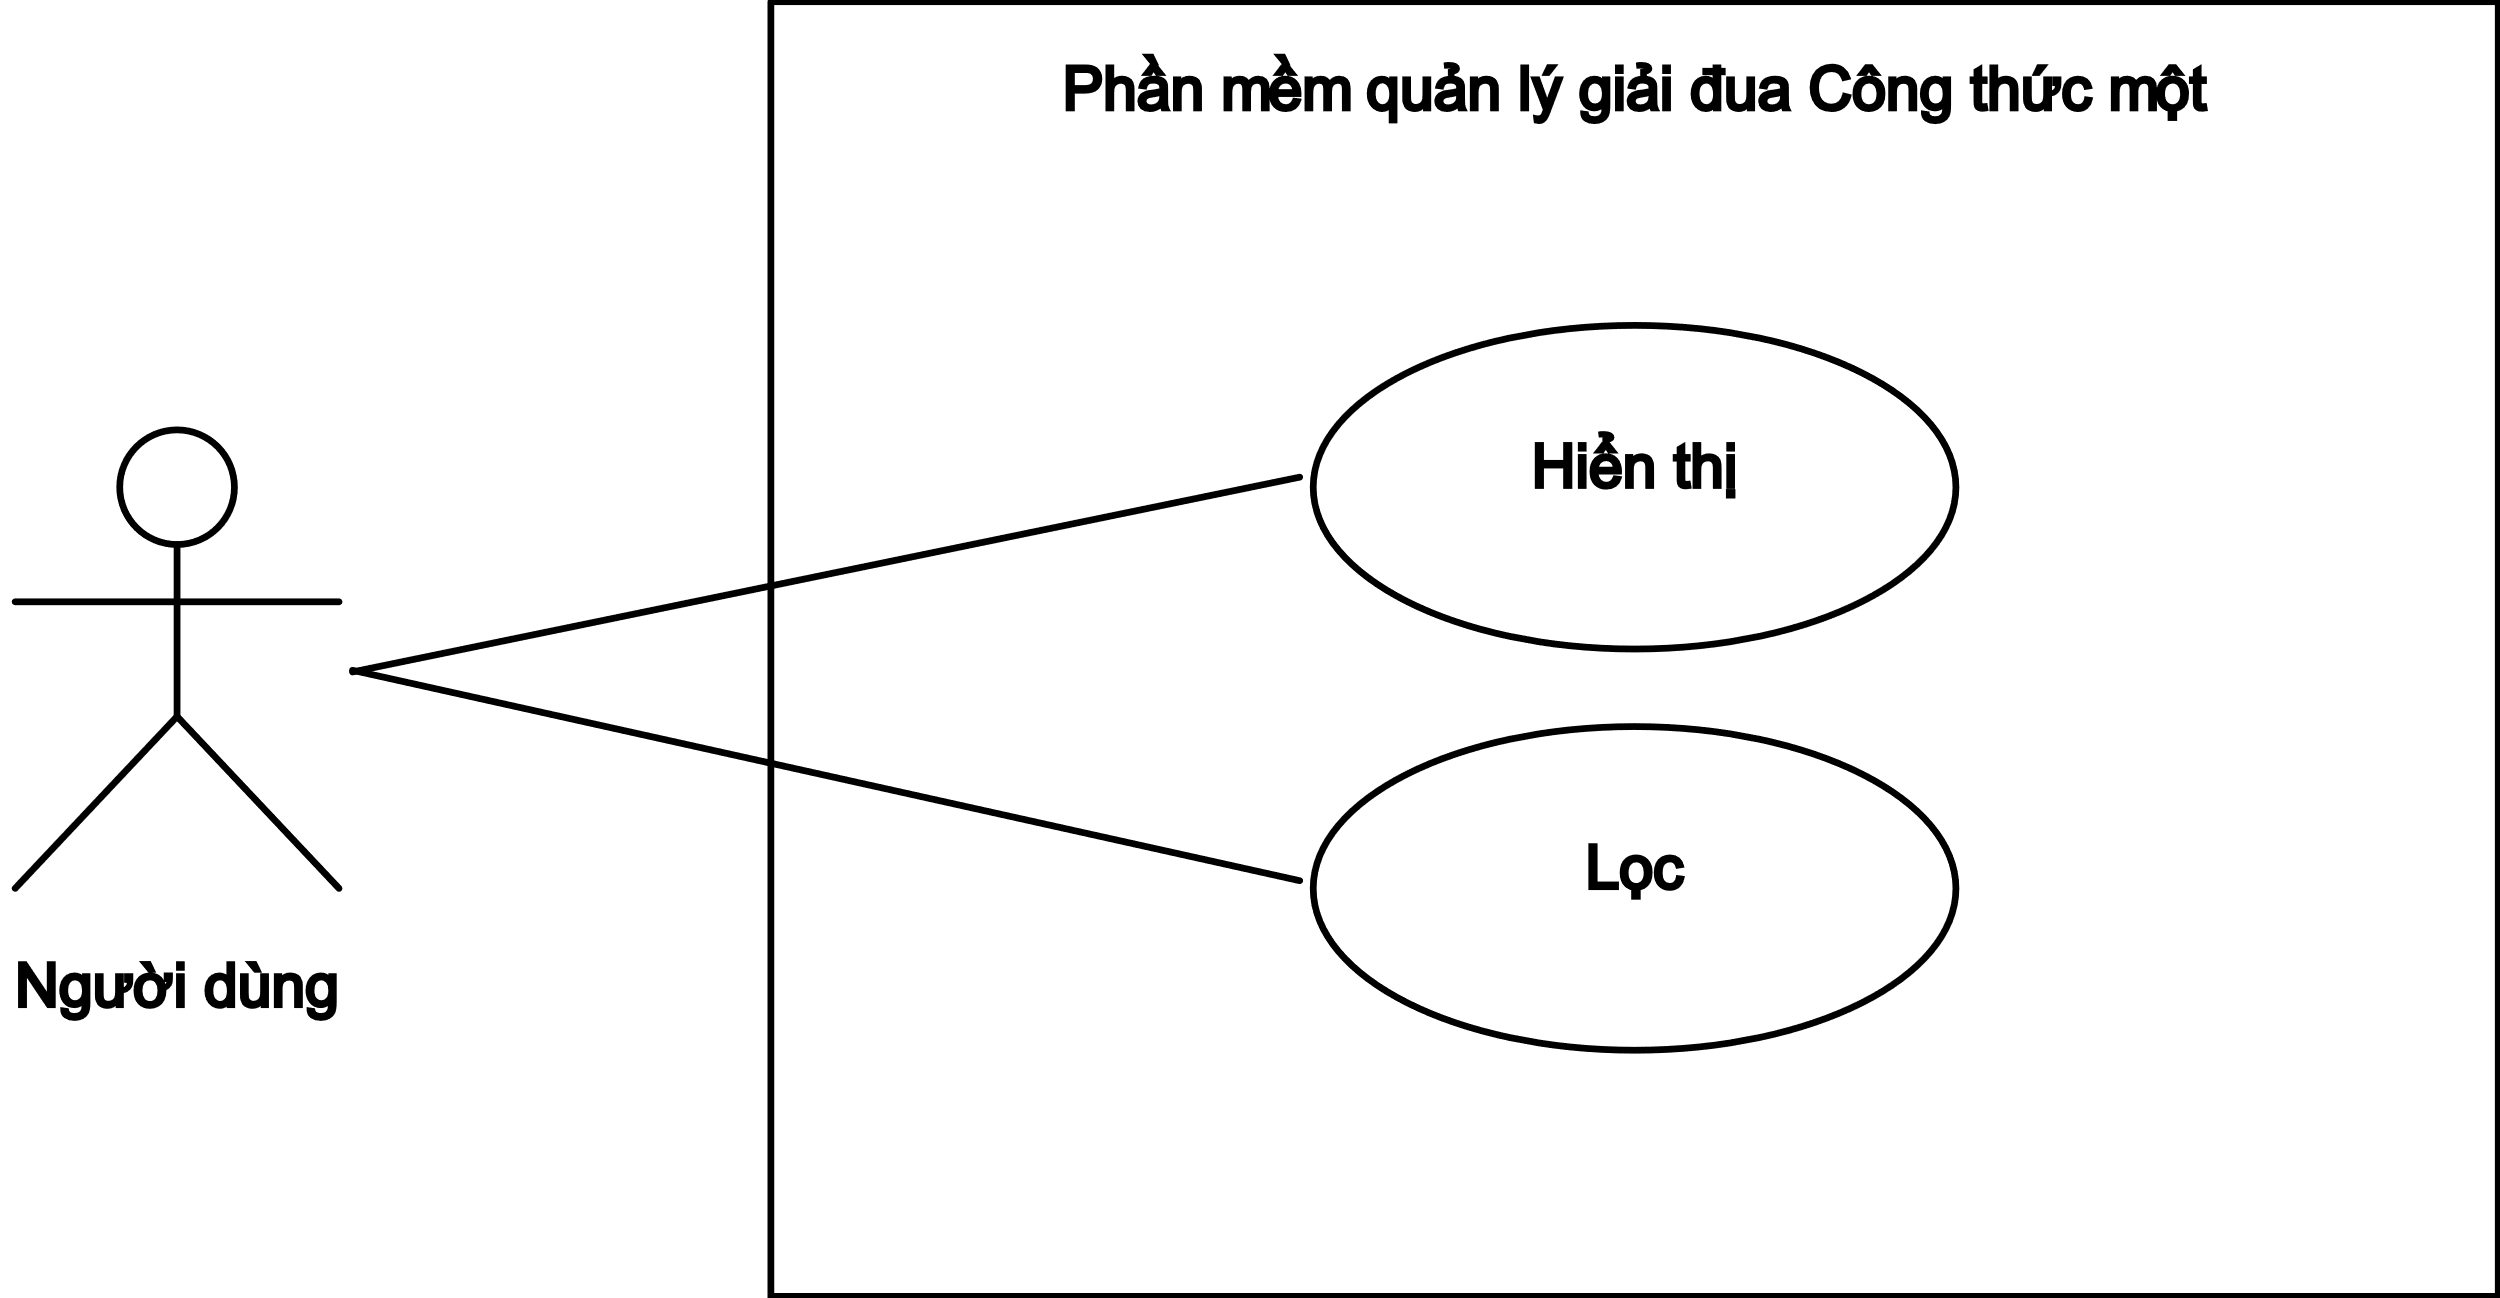 Phần mềm quản lý giải đua Công thức một
Hiển thị
Lọc
Người dùng